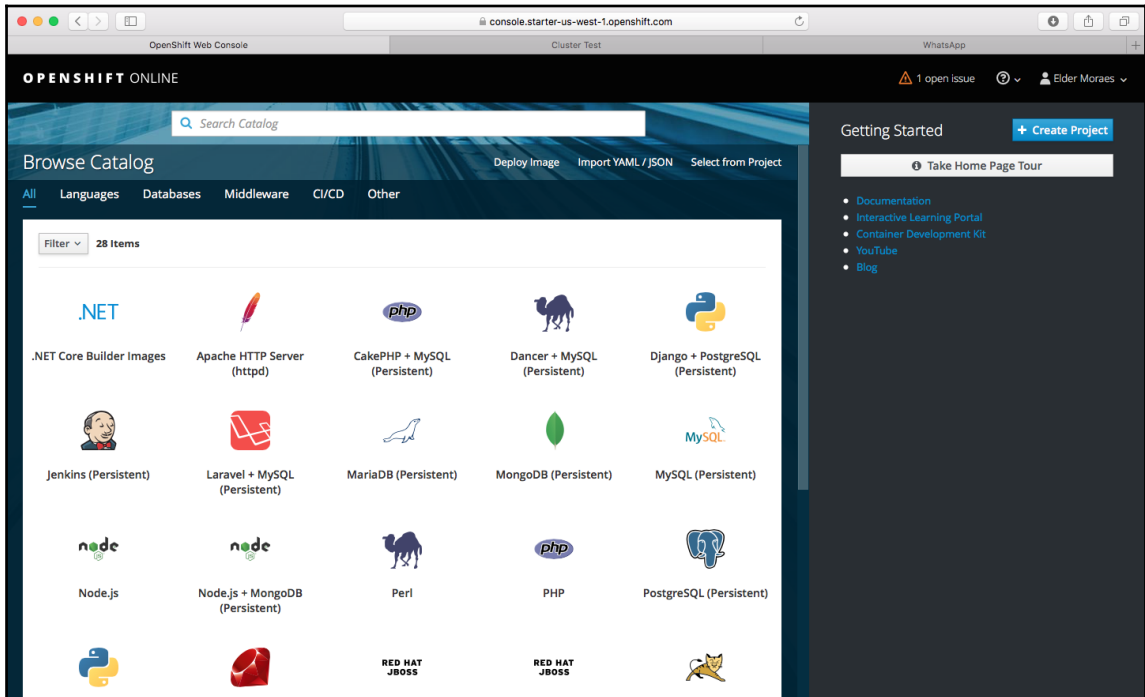 console.starter-us-west-1.openshift.com
OpenShift Web Console
Cluster Test
WhatsApp
OPENSHIFT ONLINE
1 open issue
Elder Moraes
Search Catalog
Getting Started
Create Project
Browse Catalog
Deploy Image
Import YAML / JSON
Select from Project
Take Home Page Tour
All
Languages
Databases
Middleware
CI/CD
Other
Documentation
Interactive Learning Portal
Container Development Kit
YouTube
Blog
Filter
28 Items
.NET
php
.NET Core Builder Images
Apache HTTP Server
(httpd)
CakePHP + MySQL
(Persistent)
Dancer + MySQL
(Persistent)
Django + PostgreSQL
(Persistent)
MySQL
Jenkins (Persistent)
Laravel + MySQL
(Persistent)
MariaDB (Persistent)
MongoDB (Persistent)
MySQL (Persistent)
node
JS
node
JS
php
Node.js
Node.js + MongoDB
(Persistent)
Perl
PHP
PostgreSQL (Persistent)
RED HAT
JBOSS
RED HAT
JBOSS